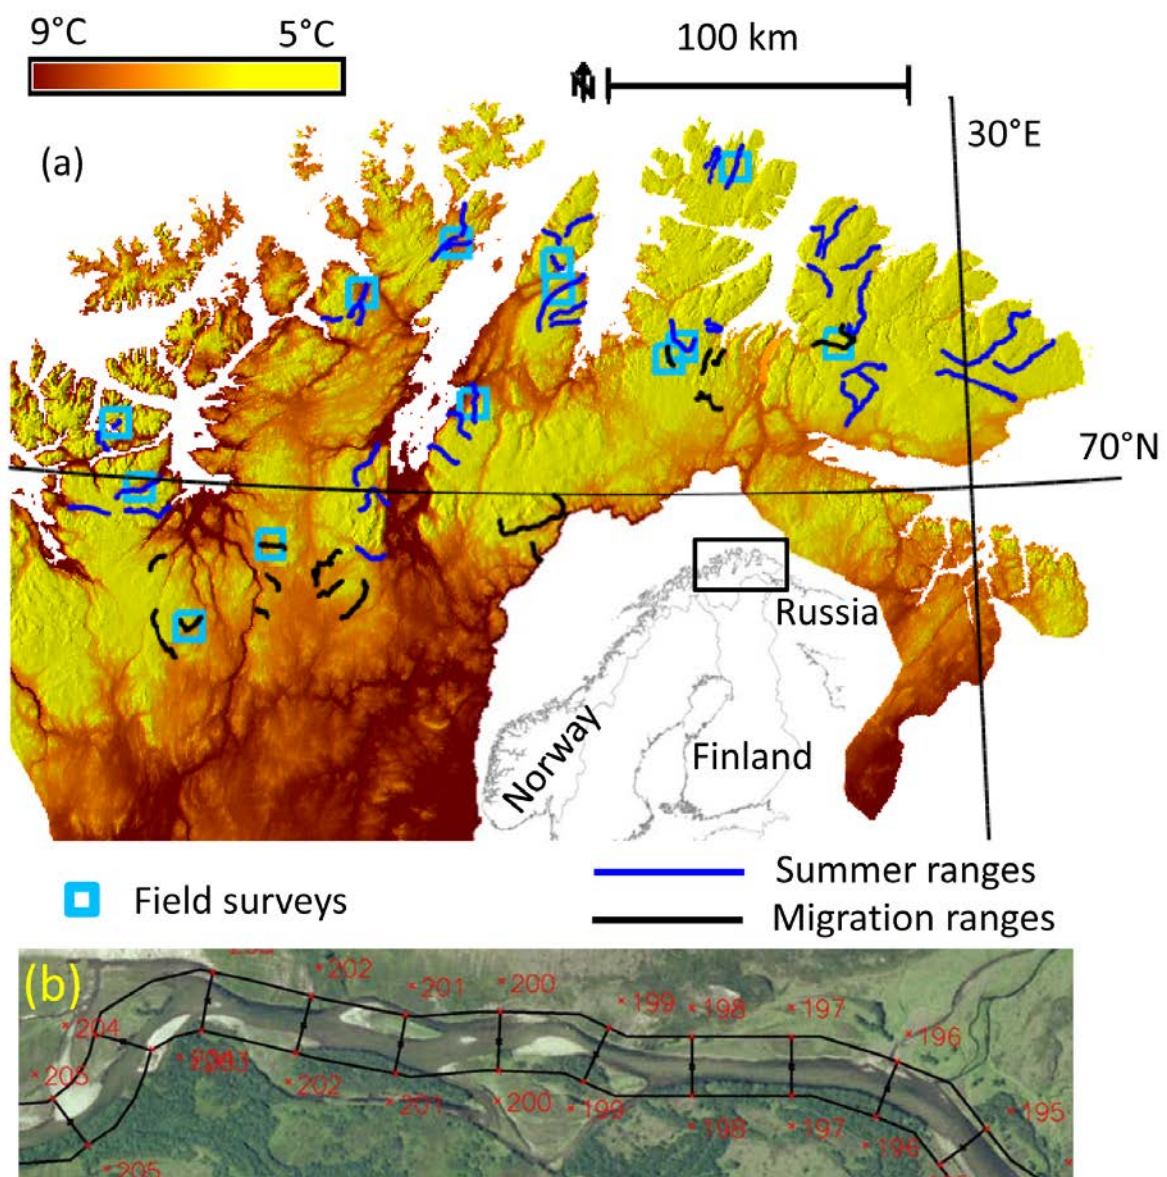 9°C
5°C
100 km
N
(a)
30°E
70°N
Russia
Norway
Finland
Field surveys
Summer ranges
Migration ranges
(b)
202
201
200
199
198
197
196
204
205
195
202
201
200
199
198
197
196
205